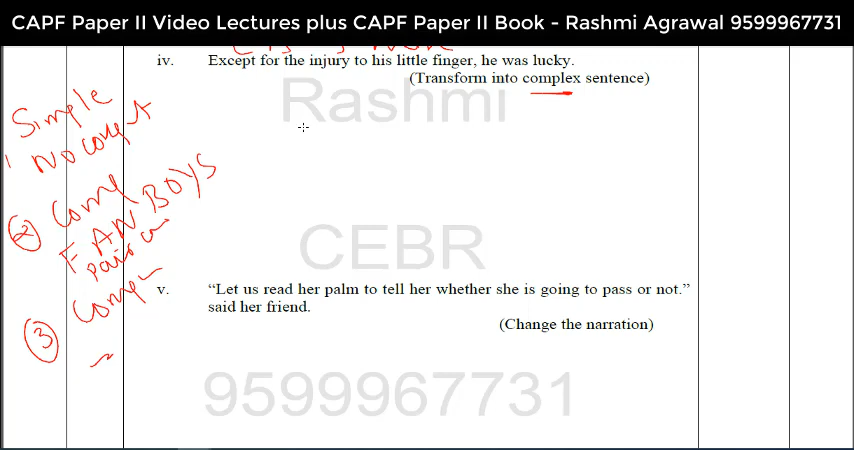 CAPF Paper II Video Lectures plus CAPF Paper II Book - Rashmi Agrawal 9599967731
iv. Except for the injury to his little finger, he was lucky.
(Transform into complex sentence)
Rashmi
Simple
No
② Com
FAN BOYS
pair
CEBR
v. “Let us read her palm to tell her whether she is going to pass or not.”
said her friend.
(Change the narration)
③ Comp
9599967731